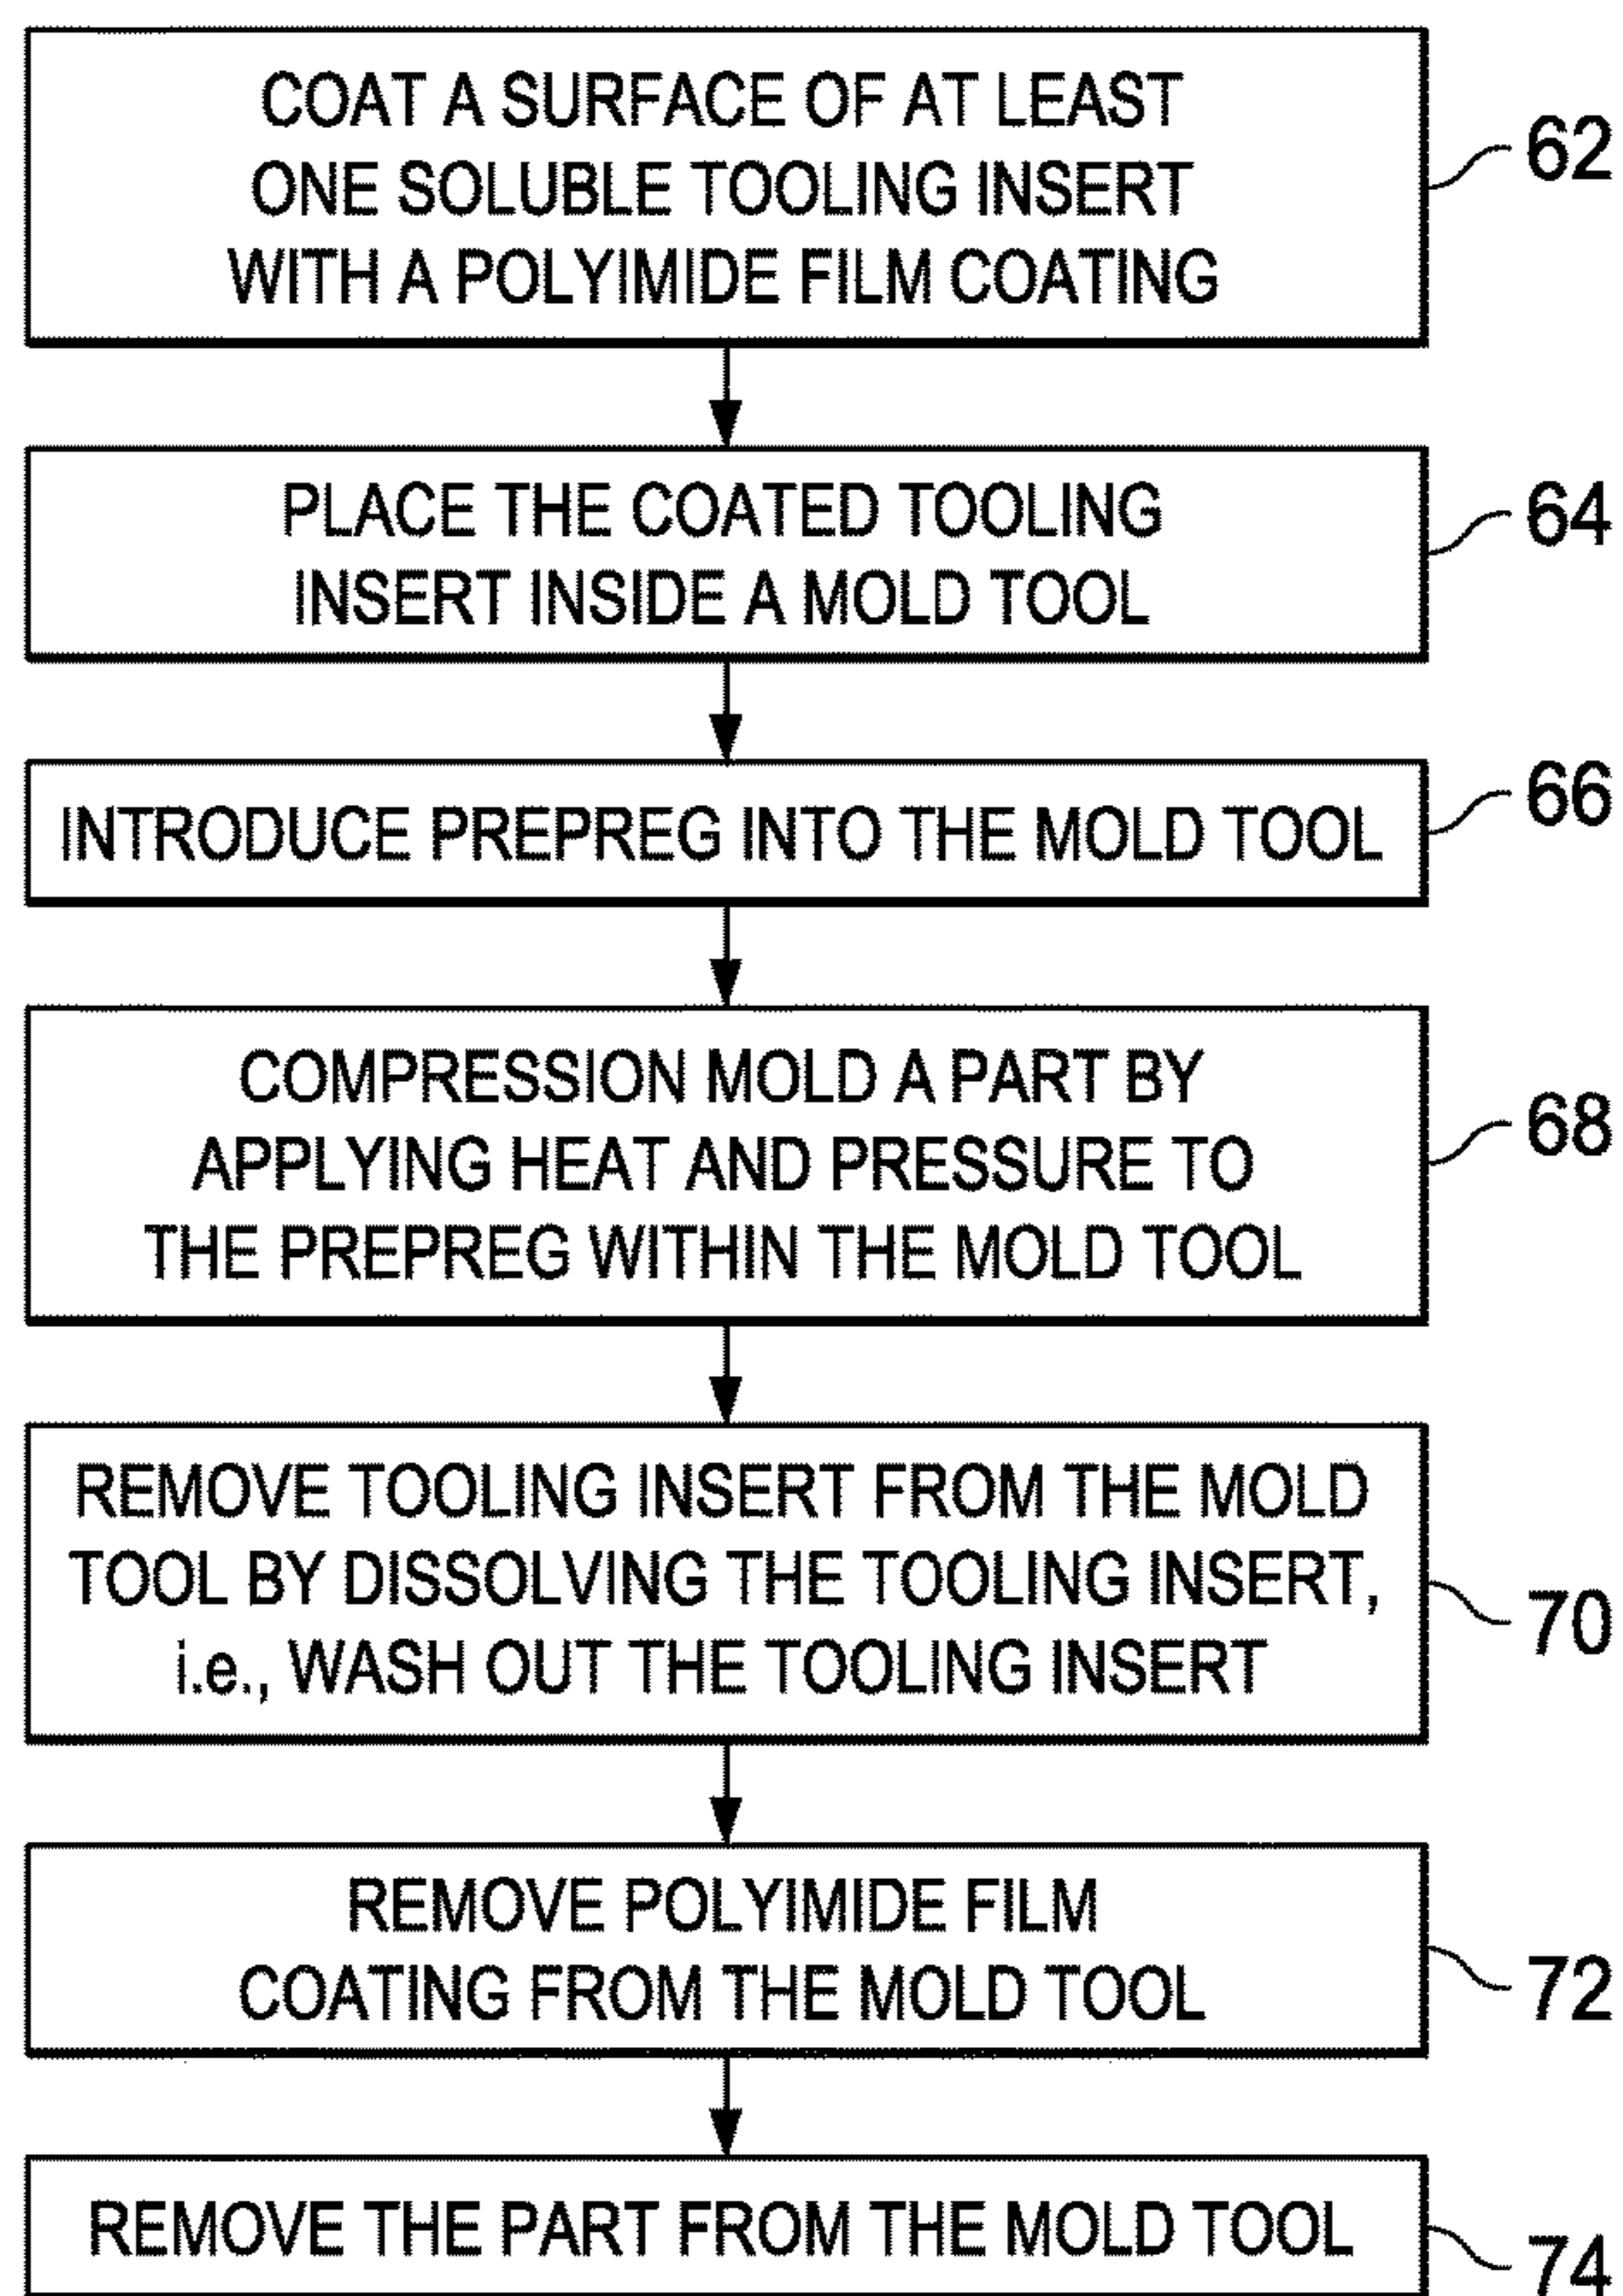 COAT A SURFACE OF AT LEAST
ONE SOLUBLE TOOLING INSERT
WITH A POLYIMIDE FILM COATING
62
PLACE THE COATED TOOLING
INSERT INSIDE A MOLD TOOL
64
INTRODUCE PREPREG INTO THE MOLD TOOL
66
COMPRESSION MOLD A PART BY
APPLYING HEAT AND PRESSURE TO
THE PREPREG WITHIN THE MOLD TOOL
68
REMOVE TOOLING INSERT FROM THE MOLD
TOOL BY DISSOLVING THE TOOLING INSERT,
i.e., WASH OUT THE TOOLING INSERT
70
REMOVE POLYIMIDE FILM
COATING FROM THE MOLD TOOL
72
REMOVE THE PART FROM THE MOLD TOOL
74